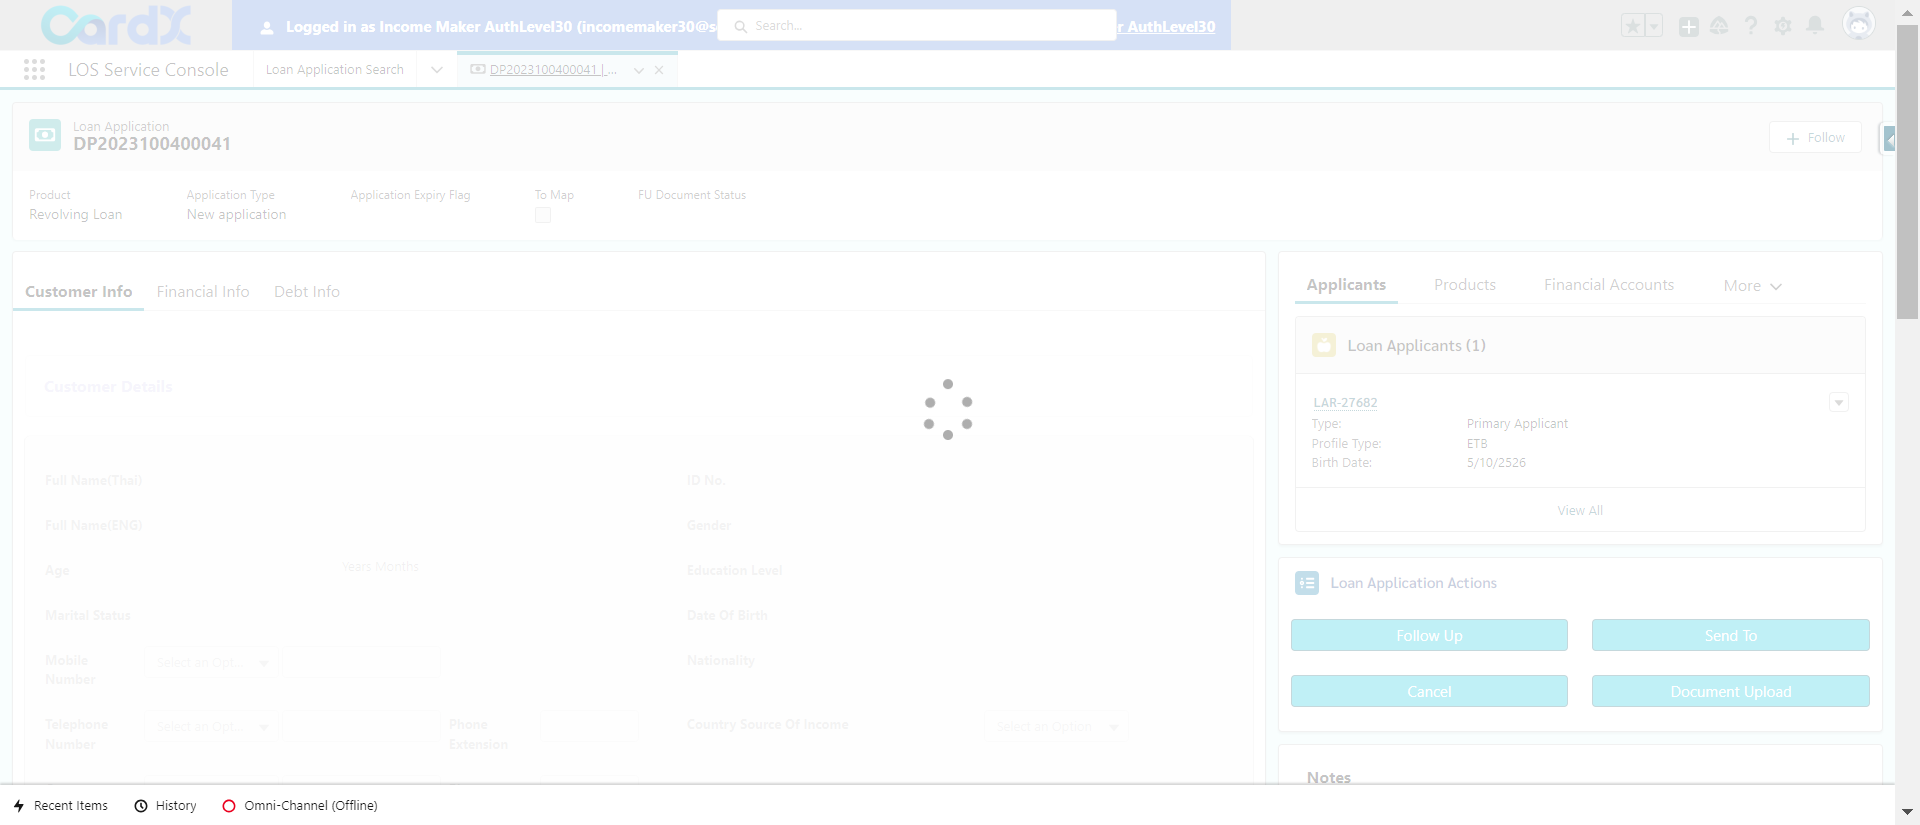 CardX
Logged in as Income Maker AuthLevel30 (incomemaker30@s
Search...
r AuthLevel30
LOS Service Console
Loan Application Search
DP2023100400041 | ...
Loan Application
DP2023100400041
Follow
Product
Application Type
Application Expiry Flag
To Map
FU Document Status
Revolving Loan
New application
Customer Info
Financial Info
Debt Info
Customer Details
Full Name(Thai)
ID No.
Full Name(ENG)
Gender
Age
Years Months
Education Level
Marital Status
Date Of Birth
Mobile
Number
Select an Opt...
Nationality
Telephone
Number
Select an Opt...
Phone
Extension
Country Source Of Income
Select an Option
Applicants
Products
Financial Accounts
More
Loan Applicants (1)
LAR-27682
Type:
Primary Applicant
Profile Type:
ETB
Birth Date:
5/10/2526
View All
Loan Application Actions
Follow Up
Send To
Cancel
Document Upload
Notes
Recent Items
History
Omni-Channel (Offline)